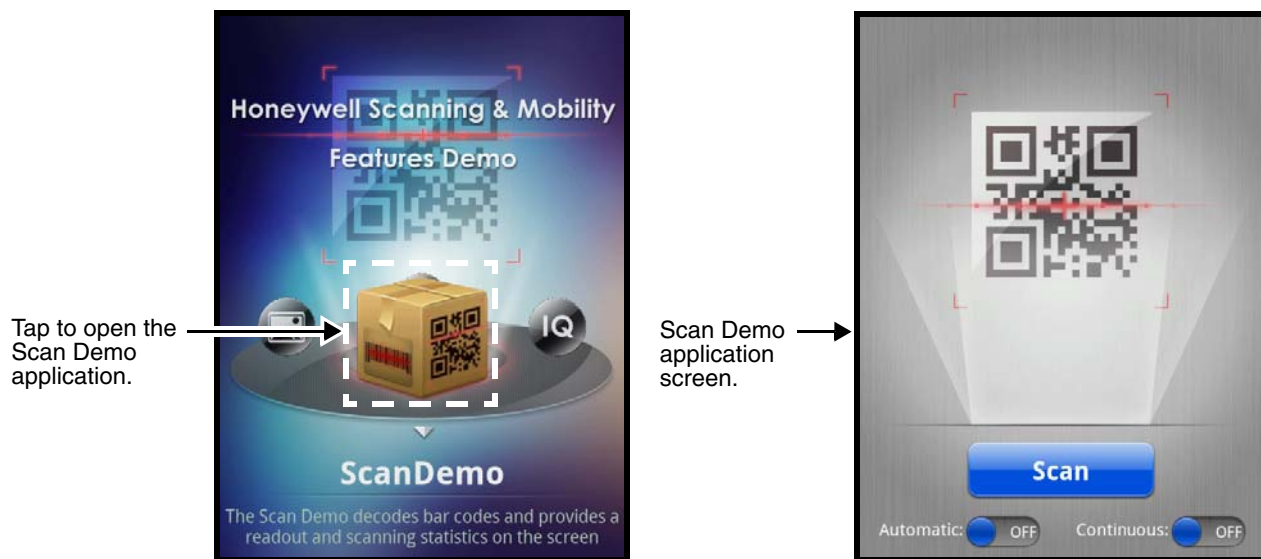 Tap to open the
Scan Demo
application.
Honeywell Scanning & Mobility
Features Demo
IQ
ScanDemo
The Scan Demo decodes bar codes and provides a
readout and scanning statistics on the screen
Scan Demo
application
screen.
Scan
Automatic: OFF Continuous: OFF